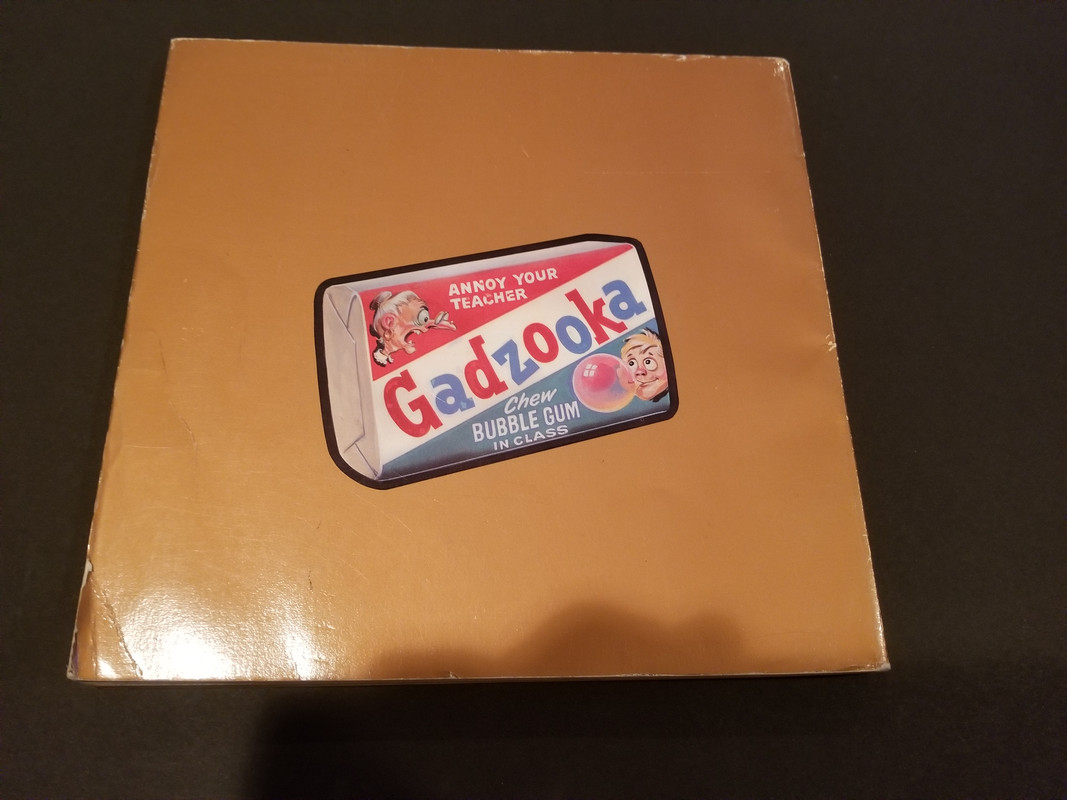 ANNOY YOUR
TEACHER
Gadzooka
Chew
BUBBLE GUM
IN CLASS